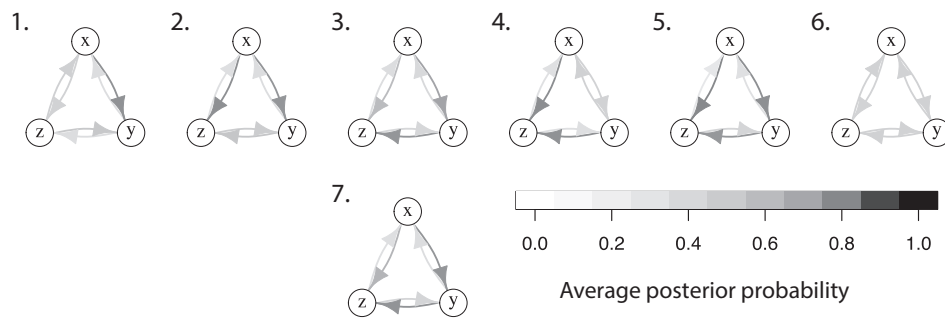 1. 2. 3. 4. 5. 6.
x x x x x x
z y z y z y z y z y z y
7.
x
z y
0.0 0.2 0.4 0.6 0.8 1.0
Average posterior probability